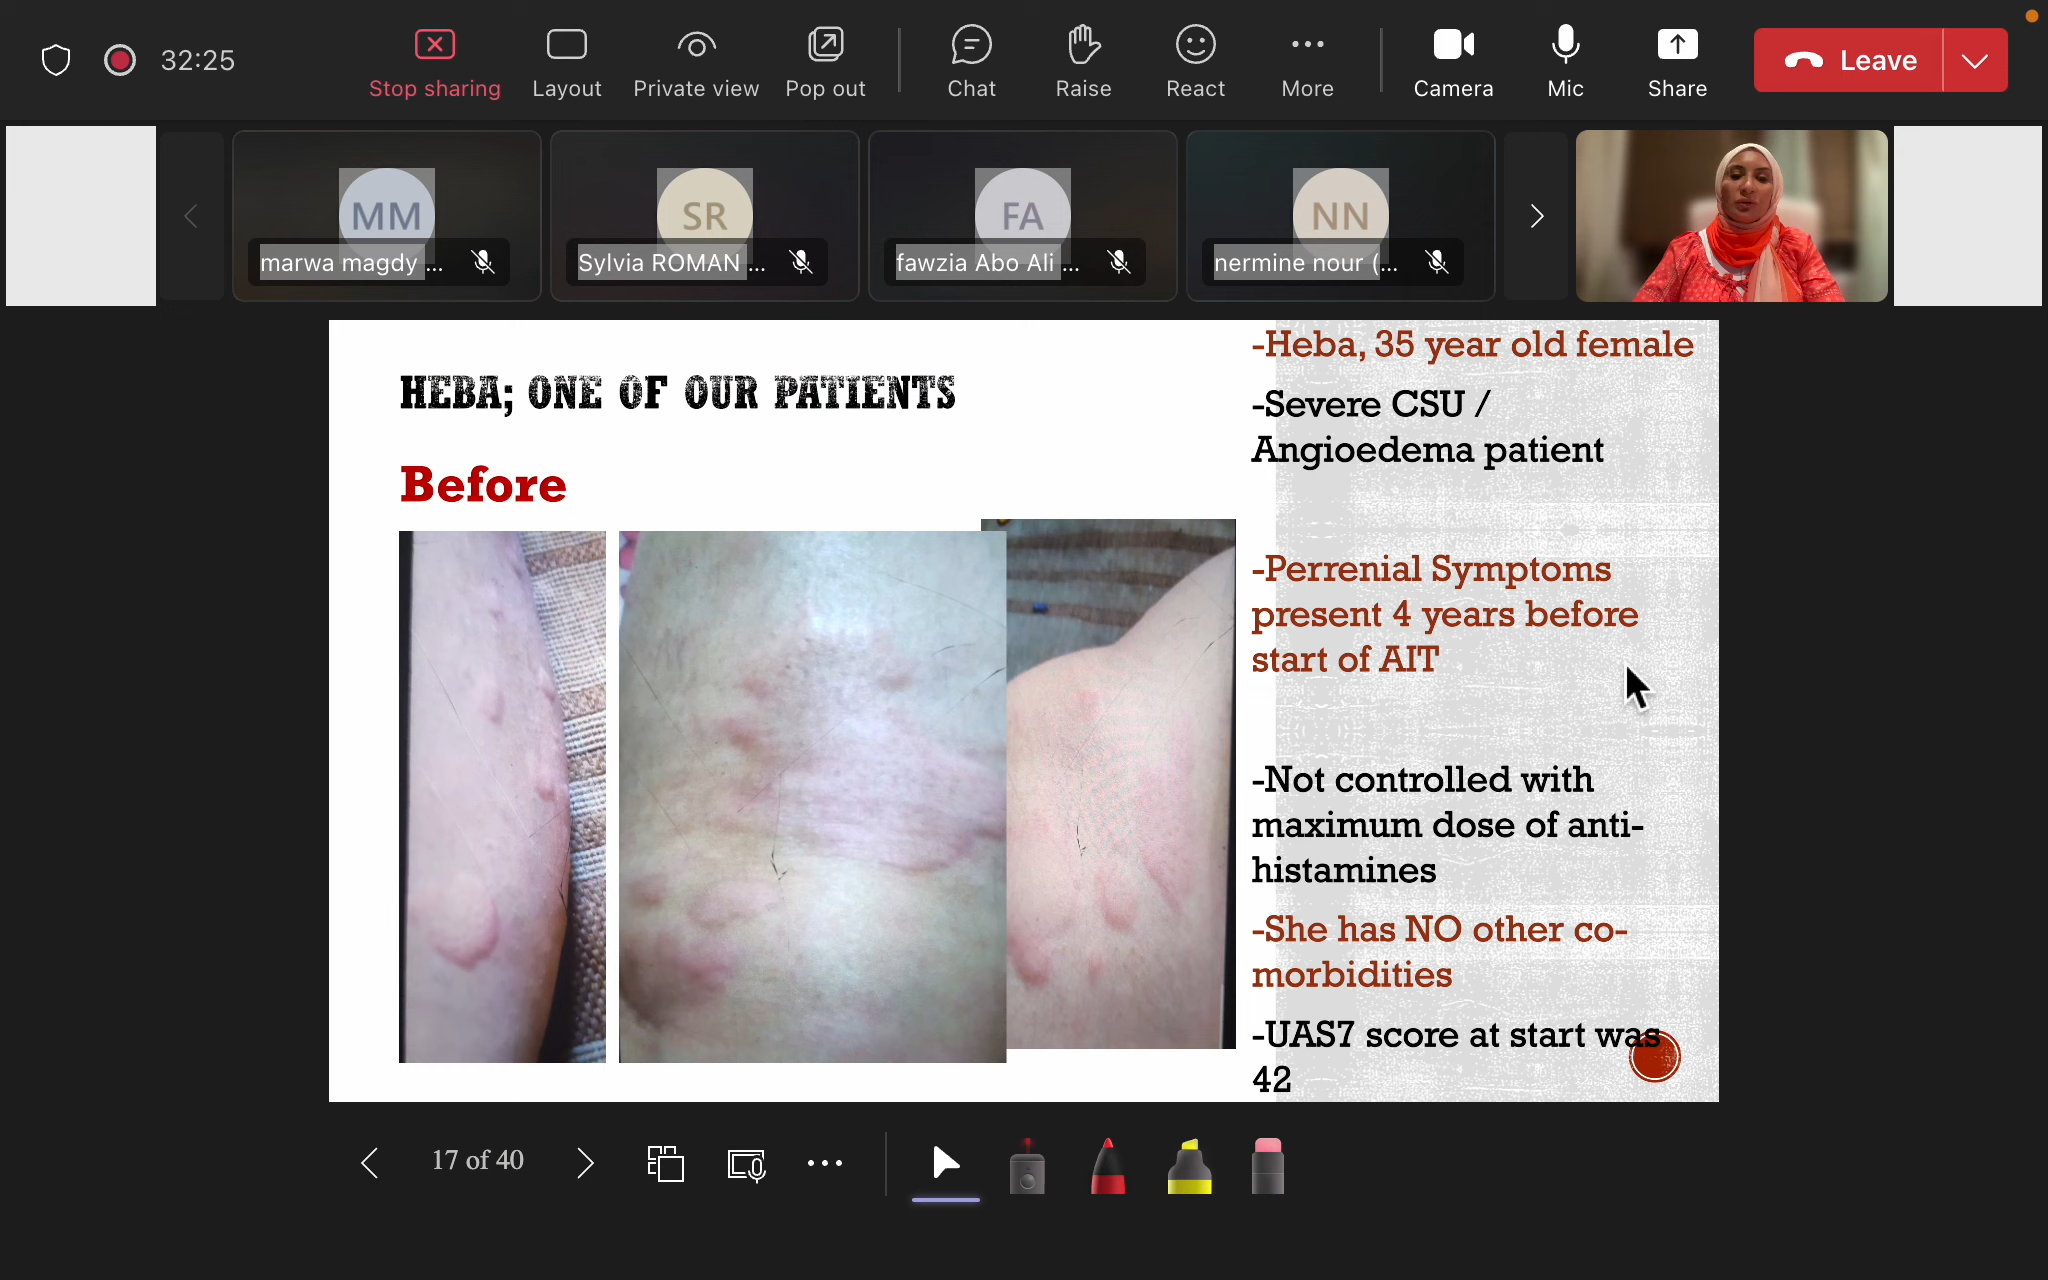 32:25
Stop sharing
Layout
Private view
Pop out
Chat
Raise
React
More
Camera
Mic
Share
Leave
MM
marwa magdy ...
SR
Sylvia ROMAN ...
FA
fawzia Abo Ali ...
NN
nermine nour (...
HEBA; ONE OF OUR PATIENTS
Before
-Heba, 35 year old female
-Severe CSU /
Angioedema patient
-Perrenial Symptoms
present 4 years before
start of AIT
-Not controlled with
maximum dose of anti-
histamines
-She has NO other co-
morbidities
-UAS7 score at start was
42
17 of 40